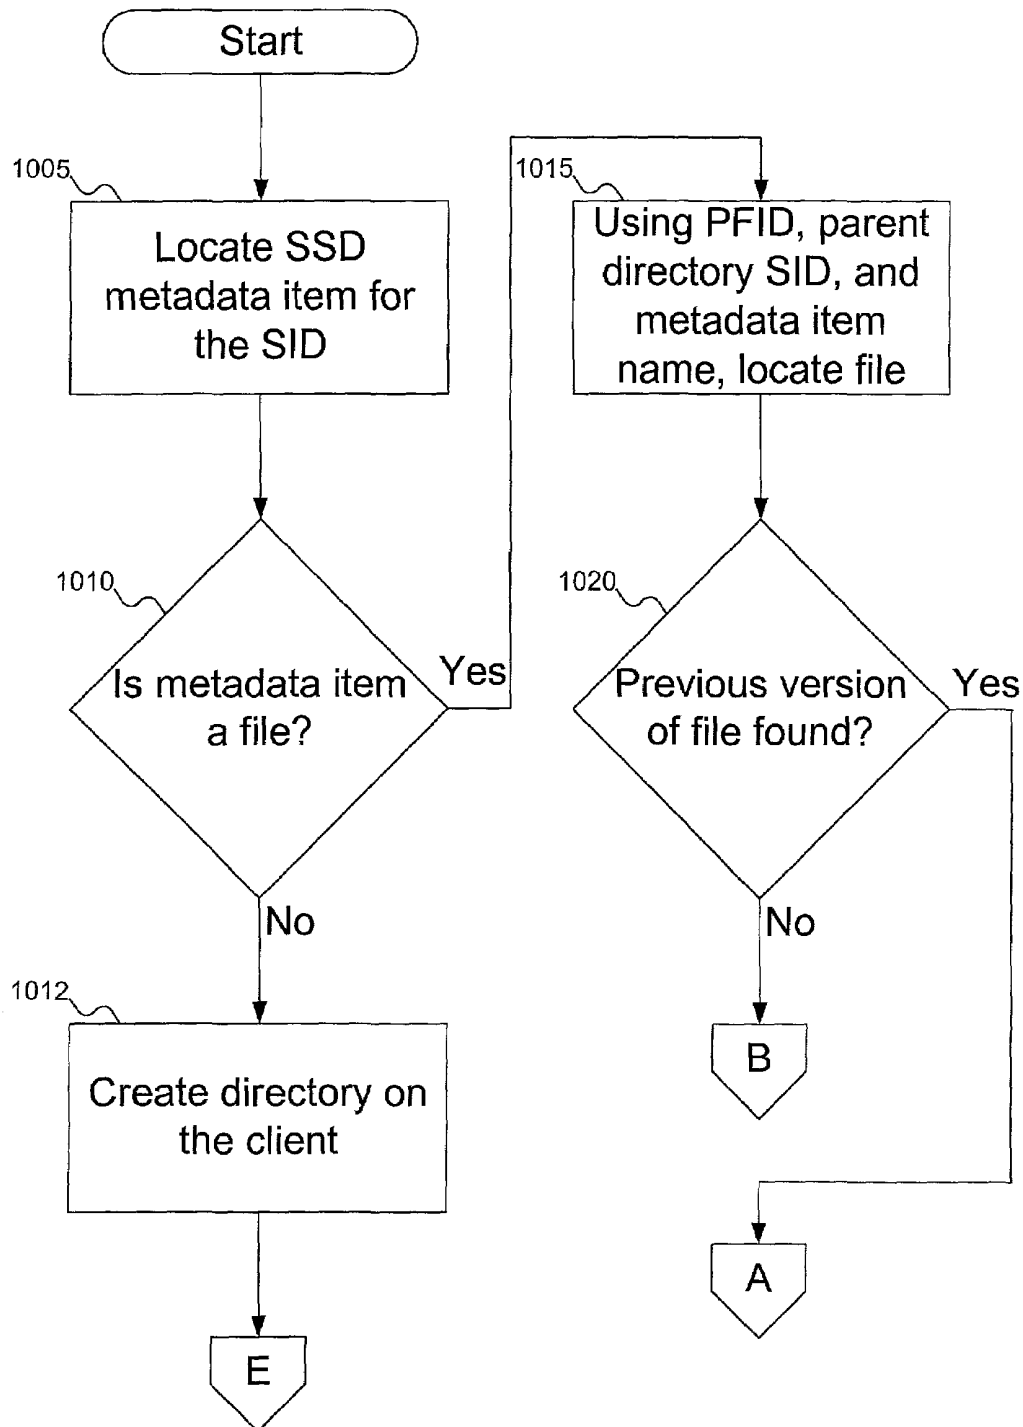 Start
1005
Locate SSD
metadata item for
the SID
1010
Is metadata item
a file?
Yes
No
1012
Create directory on
the client
E
1015
Using PFID, parent
directory SID, and
metadata item
name, locate file
1020
Previous version
of file found?
Yes
No
B
A